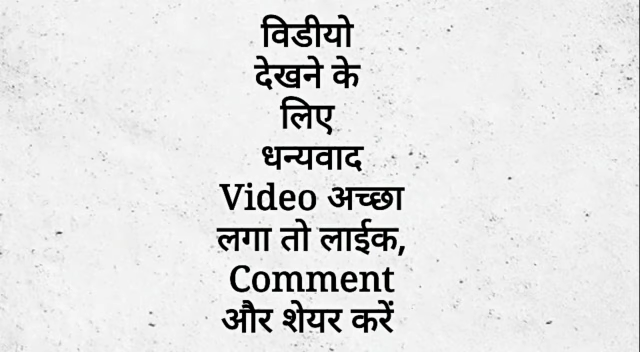 विडीयो
देखने के
लिए
धन्यवाद
Video अच्छा
लगा तो लाईक,
Comment
और शेयर करें